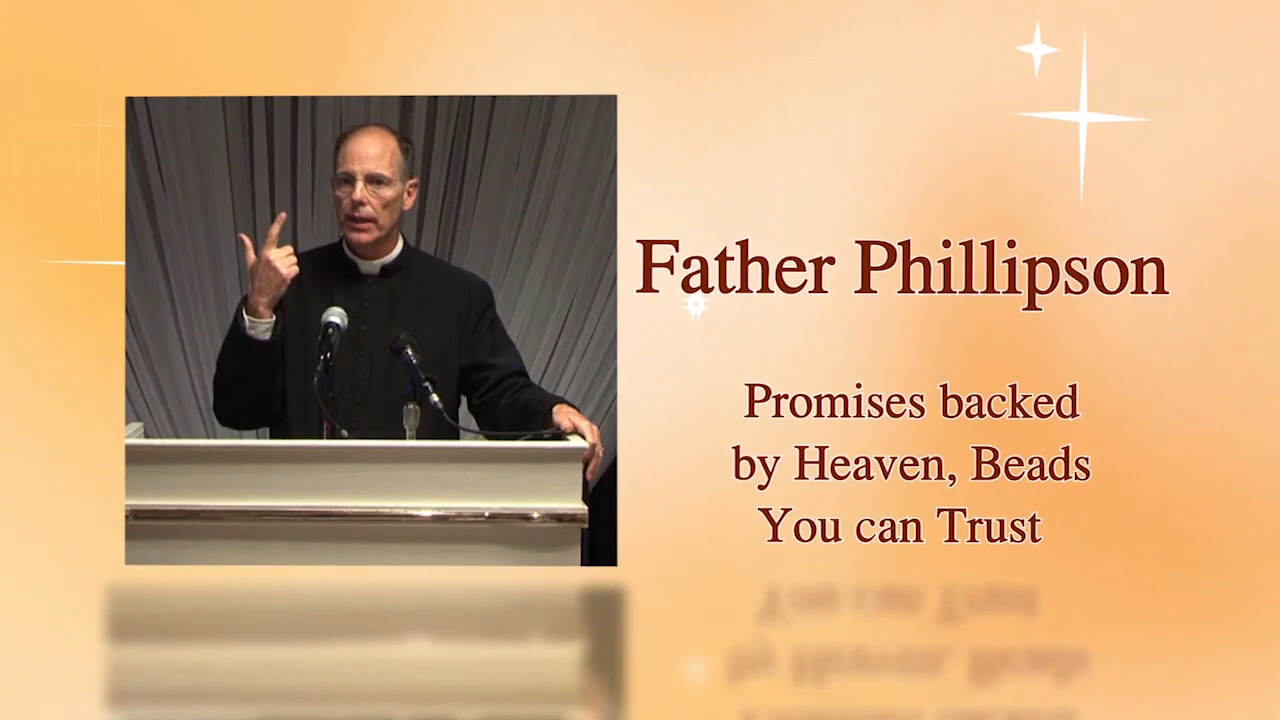 Father Phillipson
Promises backed
by Heaven, Beads
You can Trust